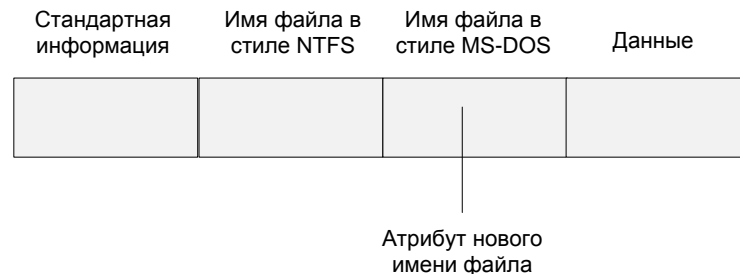 Стандартная
информация
Имя файла в
стиле NTFS
Имя файла в
стиле MS-DOS
Данные
Атрибут нового
имени файла